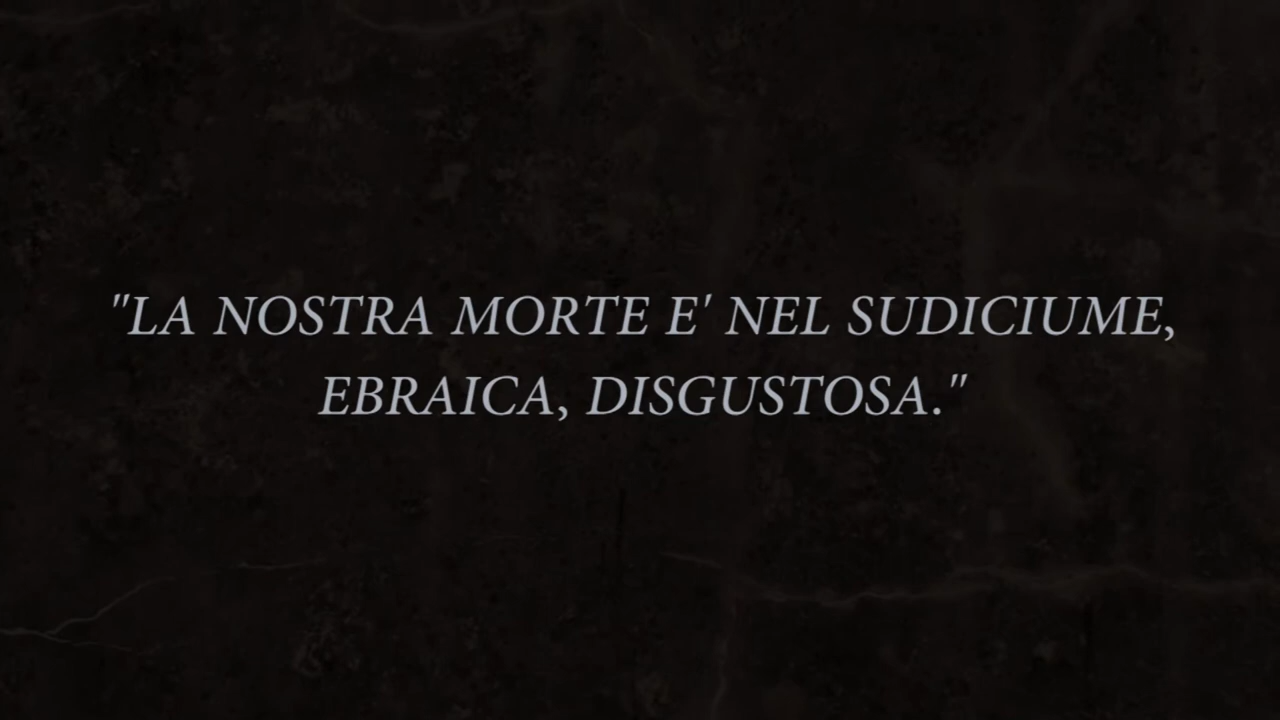 "LA NOSTRA MORTE E' NEL SUDICIUME,
EBRAICA, DISGUSTOSA."